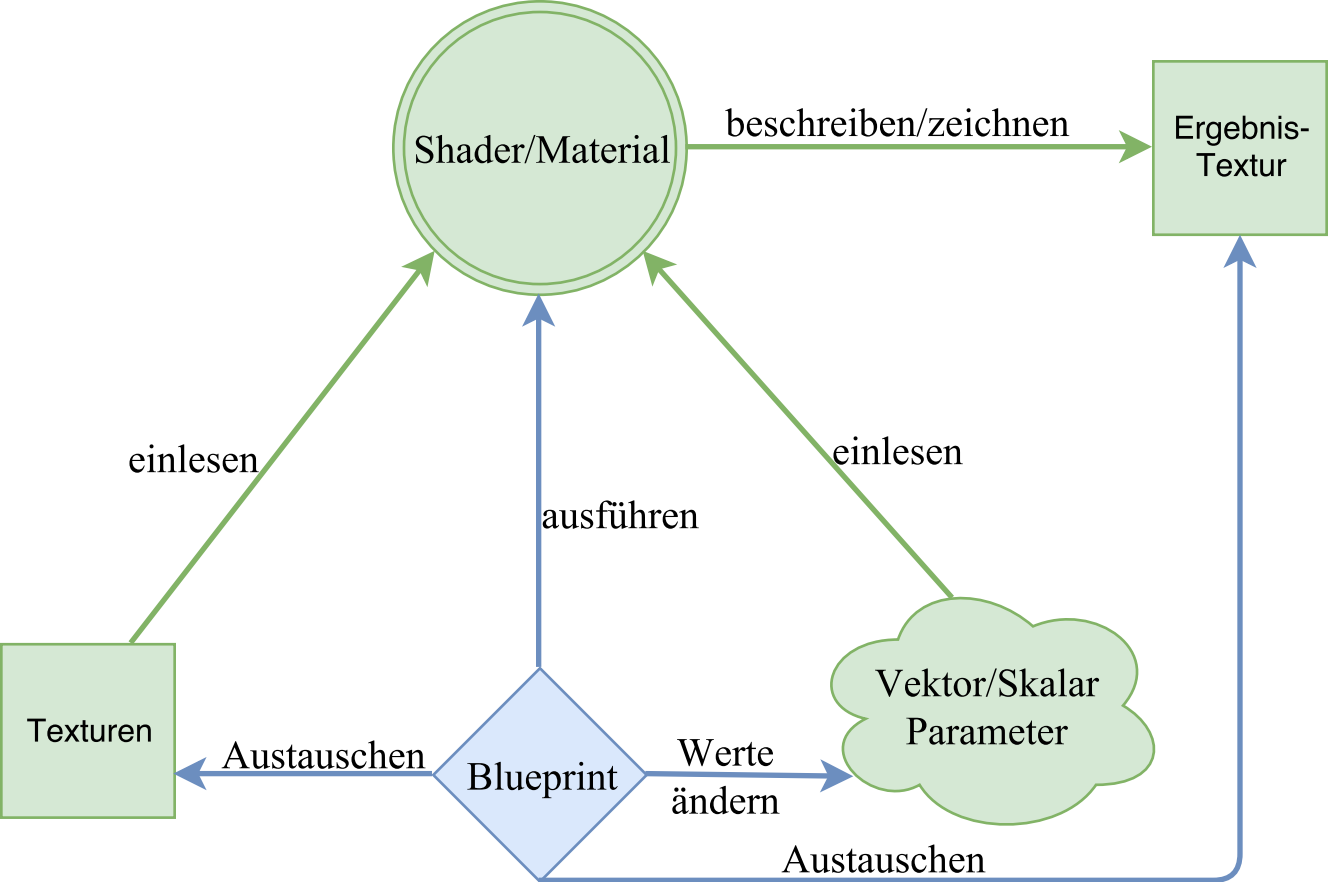 Shader/Material
beschreiben/zeichnen
Ergebnis-
Textur
einlesen
einlesen
ausführen
Texturen
Austauschen
Blueprint
Werte
ändern
Vektor/Skalar
Parameter
Austauschen